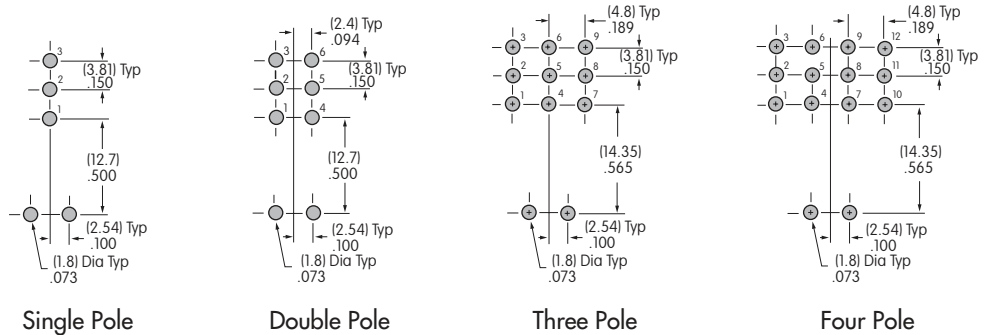 3
(3.81) Typ
.150
2
1
(12.7)
.500
(2.54) Typ
.100
(1.8) Dia Typ
.073
Single Pole
(2.4) Typ
.094
3
6
(3.81) Typ
.150
2
5
1
4
(12.7)
.500
(2.54) Typ
.100
(1.8) Dia Typ
.073
Double Pole
(4.8) Typ
.189
3
6
9
(3.81) Typ
.150
2
5
8
1
4
7
(14.35)
.565
(2.54) Typ
.100
(1.8) Dia Typ
.073
Three Pole
(4.8) Typ
.189
3
6
9
12
(3.81) Typ
.150
2
5
8
11
1
4
7
10
(14.35)
.565
(2.54) Typ
.100
(1.8) Dia Typ
.073
Four Pole